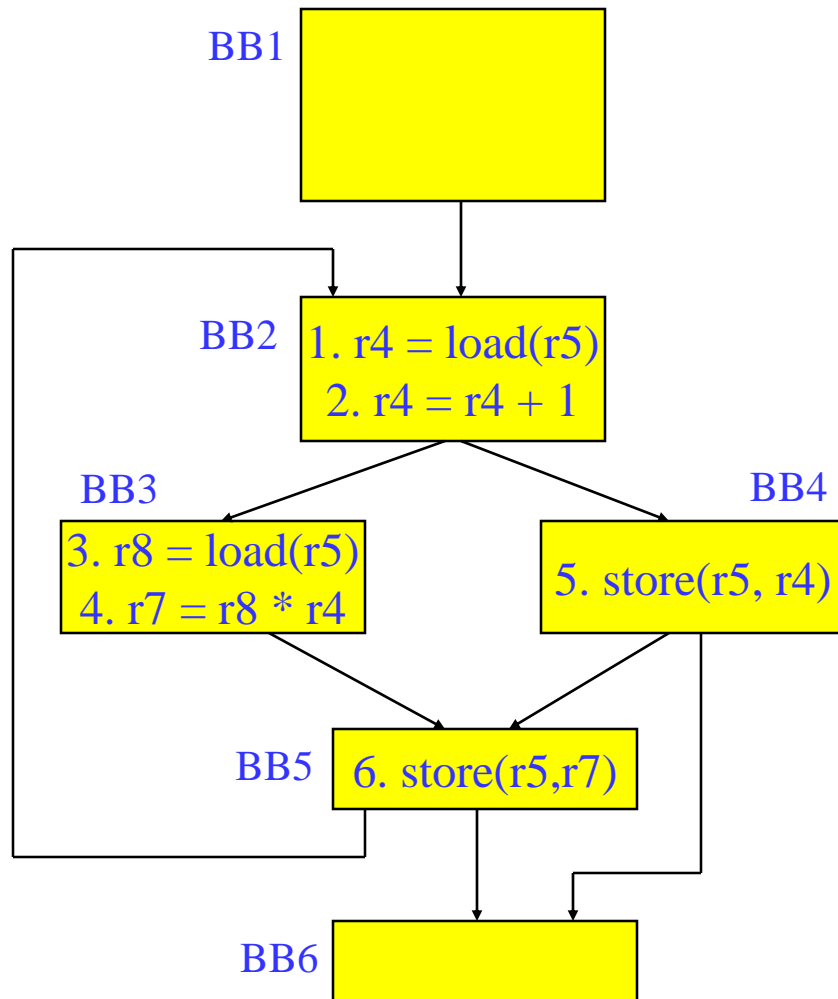 BB1
BB2
1. r4 = load(r5)
2. r4 = r4 + 1
BB3
BB4
3. r8 = load(r5)
4. r7 = r8 * r4
5. store(r5, r4)
BB5
6. store(r5,r7)
BB6